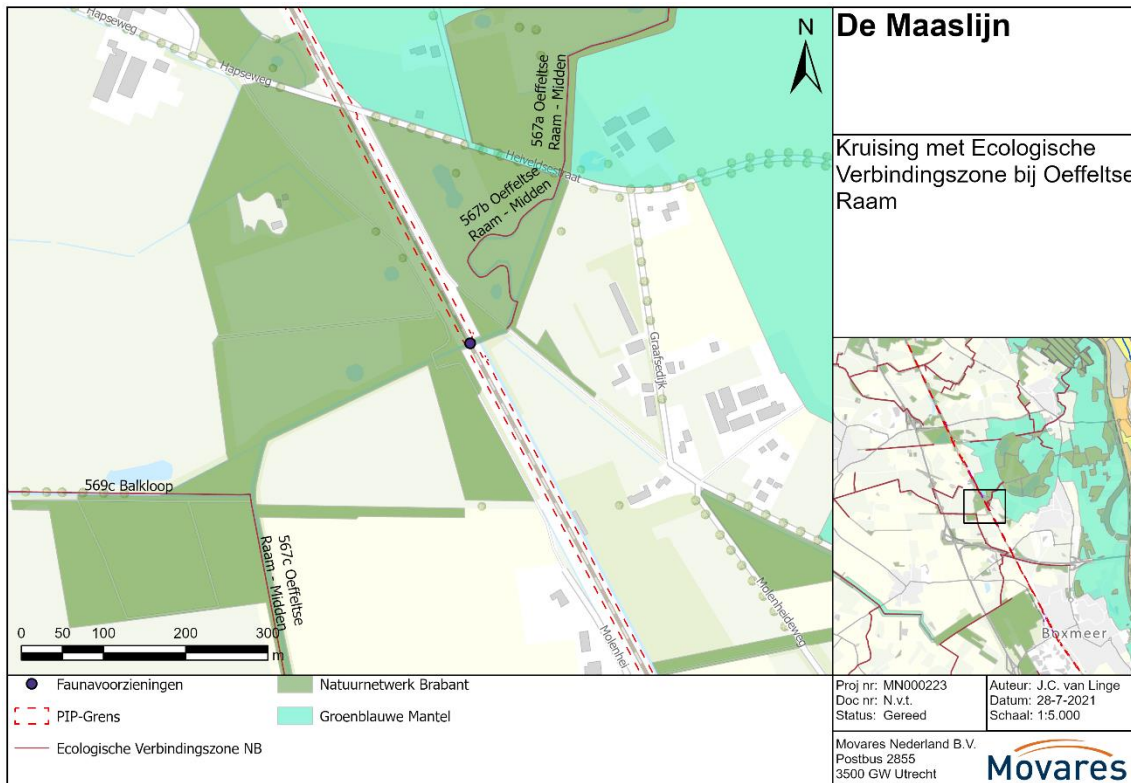 Hapseweg
Hapseweg
567a Oeffeltse
Raam - Midden
Heiveldsestraat
567b Oeffeltse
Raam - Midden
Graafsedijk
569c Balkloop
567c Oeffeltse
Raam - Midden
Molenheideweg
Molenhei
0 50 100 200 300
m
N
De Maaslijn
Kruising met Ecologische
Verbindingszone bij Oeffeltse
Raam
Boxmeer
Faunavoorzieningen
Natuurnetwerk Brabant
PIP-Grens
Groenblauwe Mantel
Ecologische Verbindingszone NB
Proj nr: MN000223
Doc nr: N.v.t.
Status: Gereed
Auteur: J.C. van Linge
Datum: 28-7-2021
Schaal: 1:5.000
Movares Nederland B.V.
Postbus 2855
3500 GW Utrecht
Movares